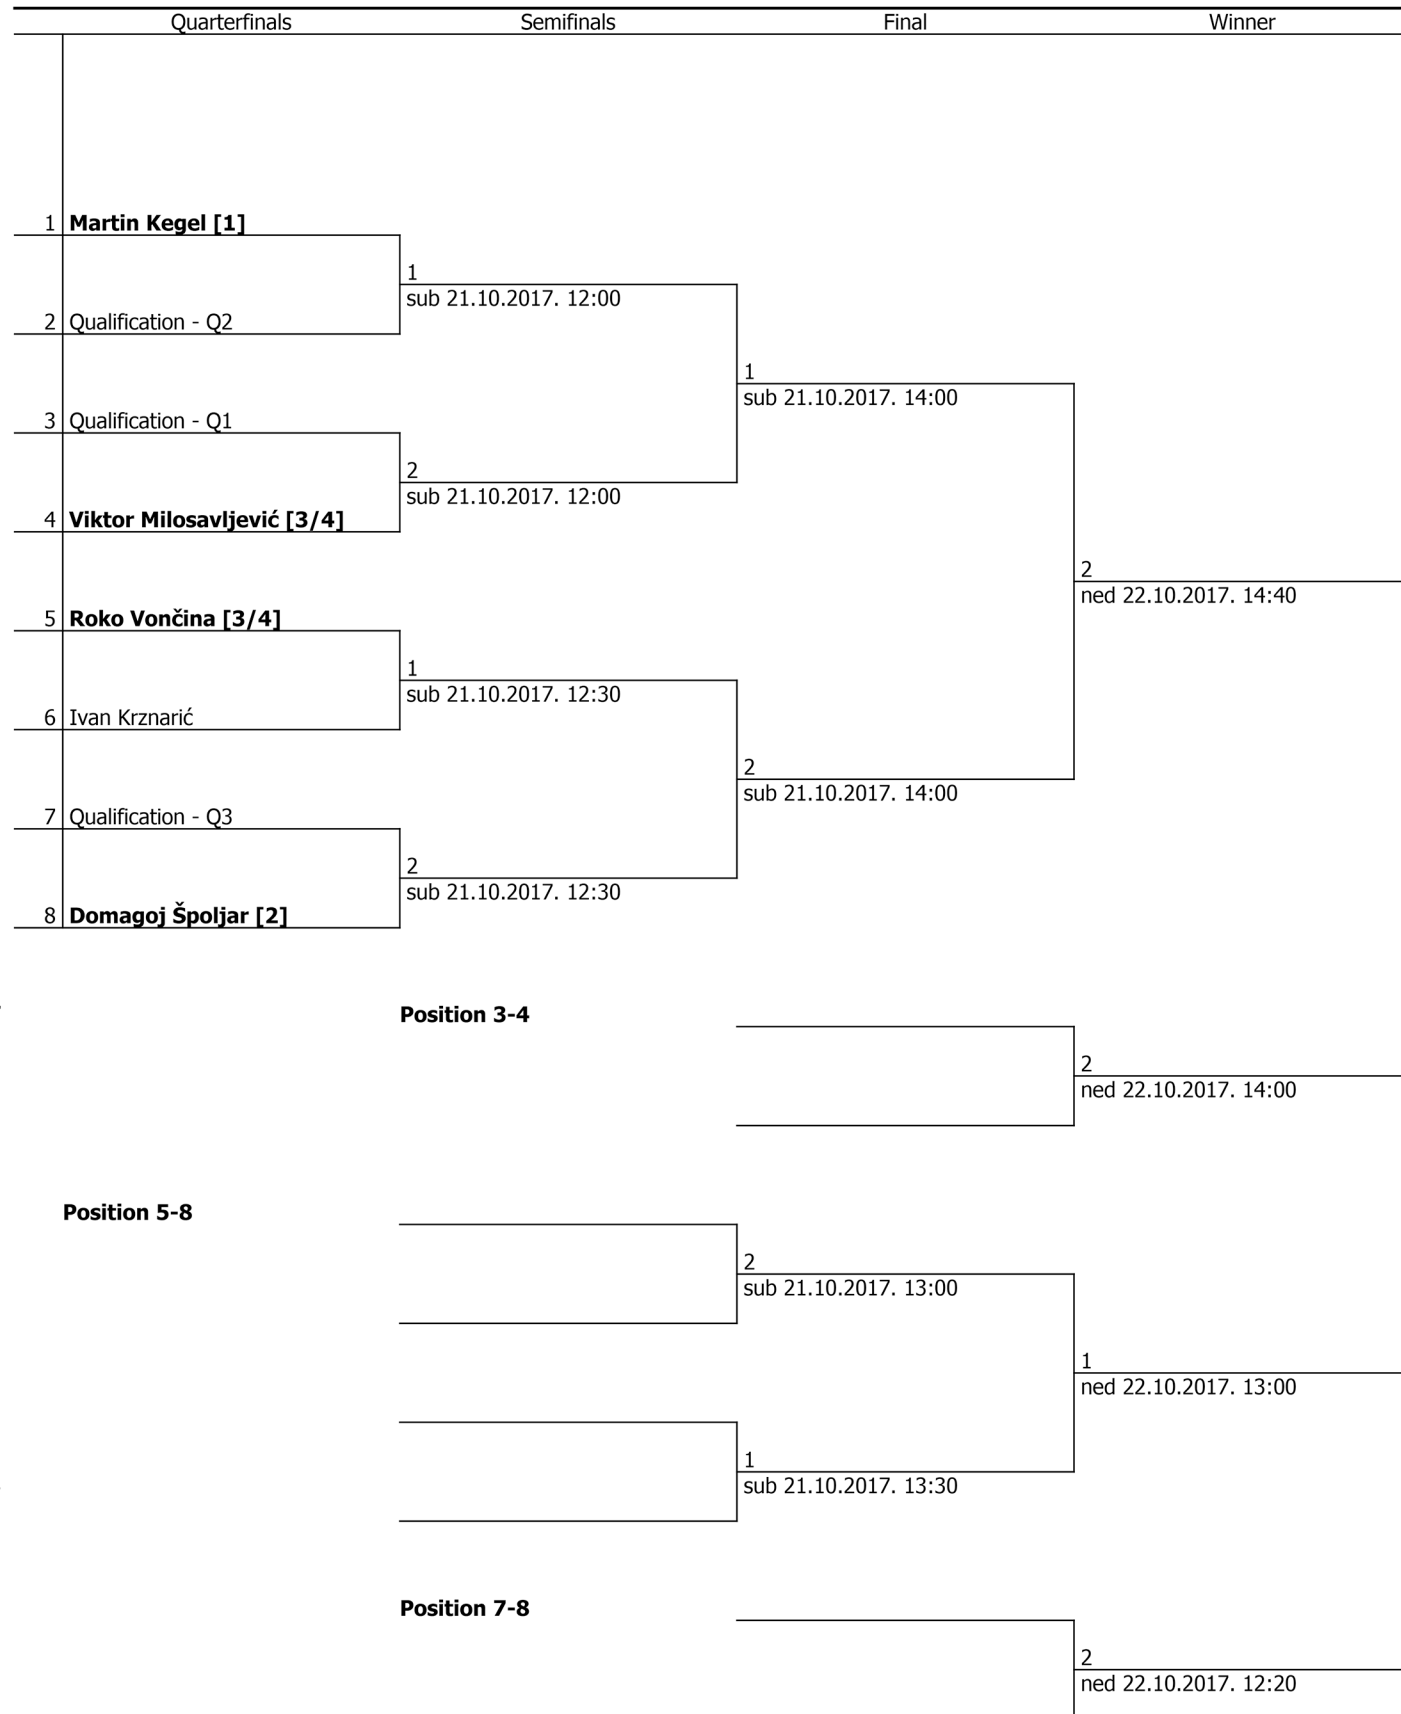 Quarterfinals Semifinals Final Winner
1 Martin Kegel [1]
1
sub 21.10.2017. 12:00
2 Qualification - Q2
1
sub 21.10.2017. 14:00
3 Qualification - Q1
2
sub 21.10.2017. 12:00
4 Viktor Milosavljević [3/4]
2
ned 22.10.2017. 14:40
5 Roko Vončina [3/4]
1
sub 21.10.2017. 12:30
6 Ivan Krznarić
2
sub 21.10.2017. 14:00
7 Qualification - Q3
2
sub 21.10.2017. 12:30
8 Domagoj Špoljar [2]
Position 3-4
2
ned 22.10.2017. 14:00
Position 5-8
2
sub 21.10.2017. 13:00
1
ned 22.10.2017. 13:00
1
sub 21.10.2017. 13:30
Position 7-8
2
ned 22.10.2017. 12:20